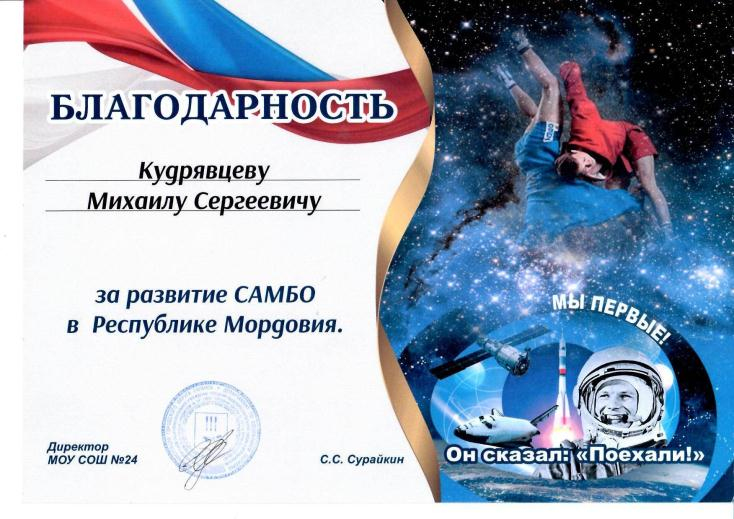 БЛАГОДАРНОСТЬ
Кудрявцеву
Михаилу Сергеевичу
за развитие САМБО
в Республике Мордовия.
Директор
МОУ СОШ №24
С.С. Сурайкин
МЫ ПЕРВЫЕ!
Он сказал: «Поехали!»